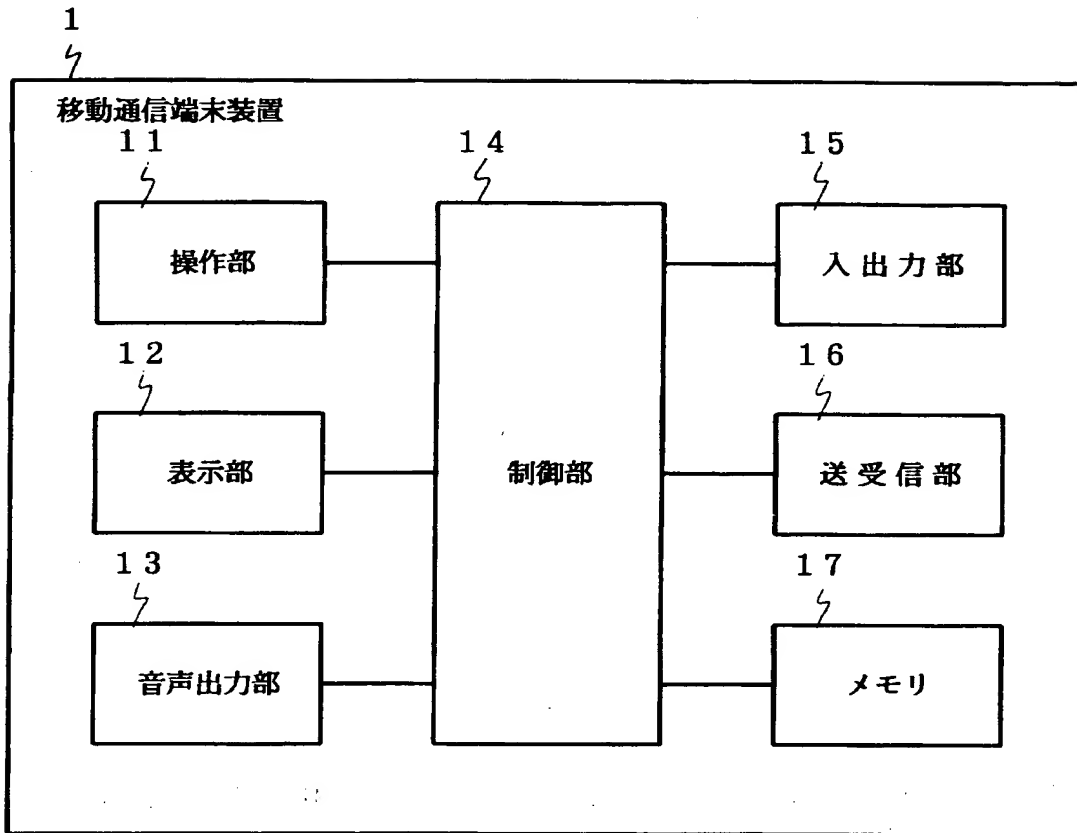 1
移動通信端末装置
11
14
15
操作部
入出力部
12
16
表示部
制御部
送受信部
13
17
音声出力部
メモリ